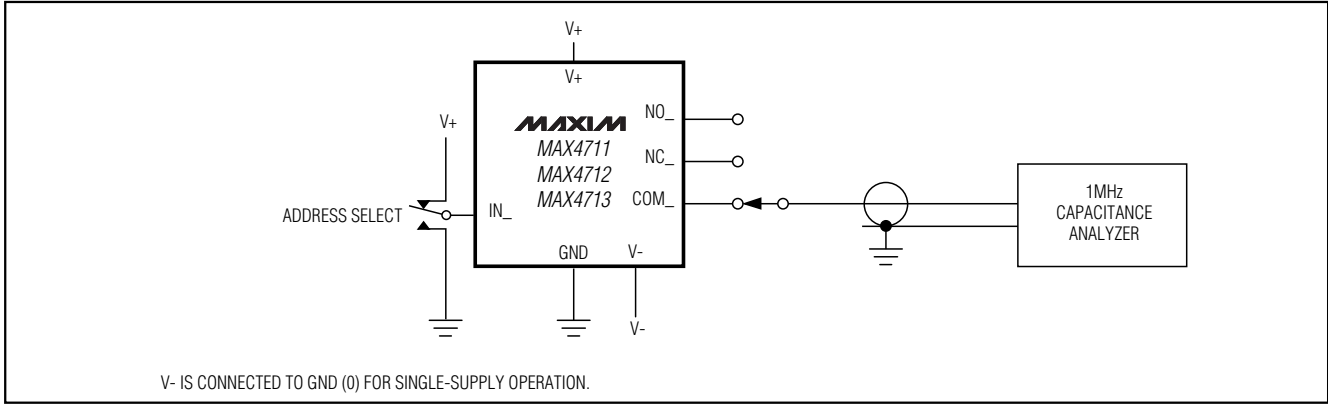 V+
V+
MAXIM
MAX4711
MAX4712
MAX4713
NO_
NC_
COM_
V+
ADDRESS SELECT
IN_
GND
V-
V-
1MHz
CAPACITANCE
ANALYZER
V- IS CONNECTED TO GND (0) FOR SINGLE-SUPPLY OPERATION.